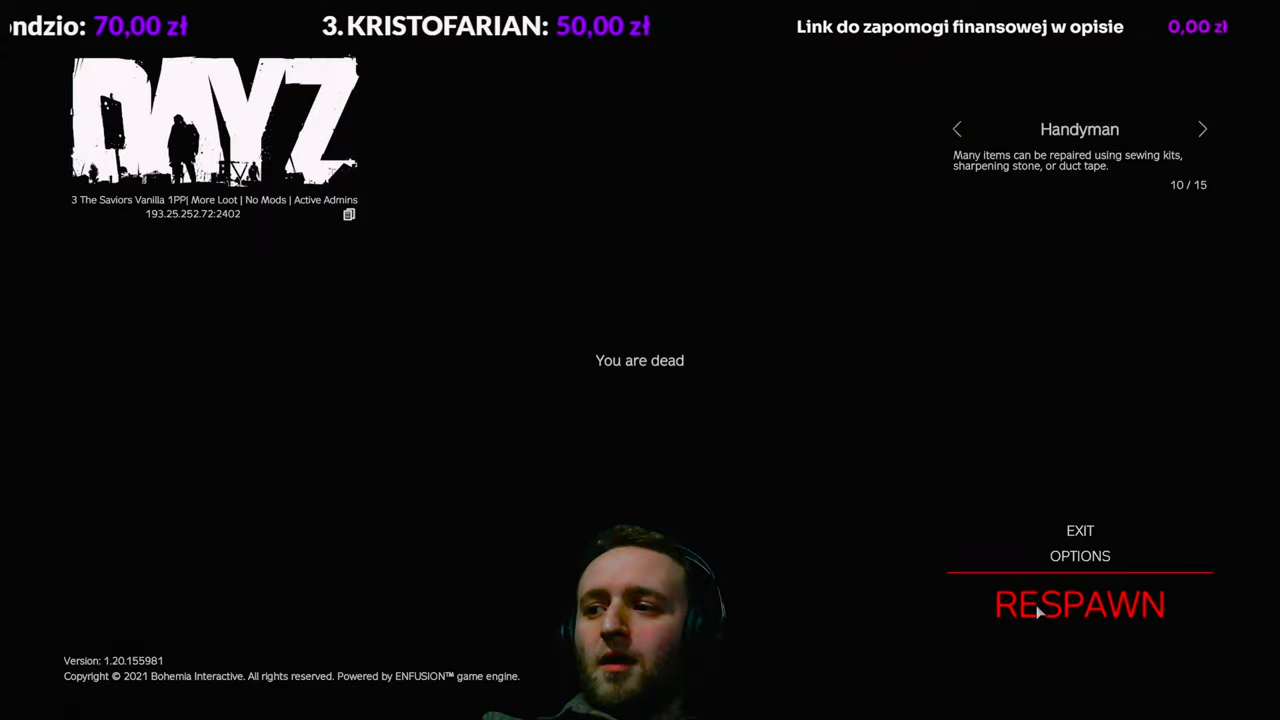 ondzio: 70,00 zł 3. KRISTOFARIAN: 50,00 zł Link do zapomogi finansowej w opisie 0,00 zł
DAYZ
3 The Saviors Vanilla 1PP| More Loot | No Mods | Active Admins
193.25.252.72:2402
Handyman
Many items can be repaired using sewing kits,
sharpening stone, or duct tape.
10 / 15
You are dead
EXIT
OPTIONS
RESPAWN
Version: 1.20.155981
Copyright © 2021 Bohemia Interactive. All rights reserved. Powered by ENFUSION™ game engine.